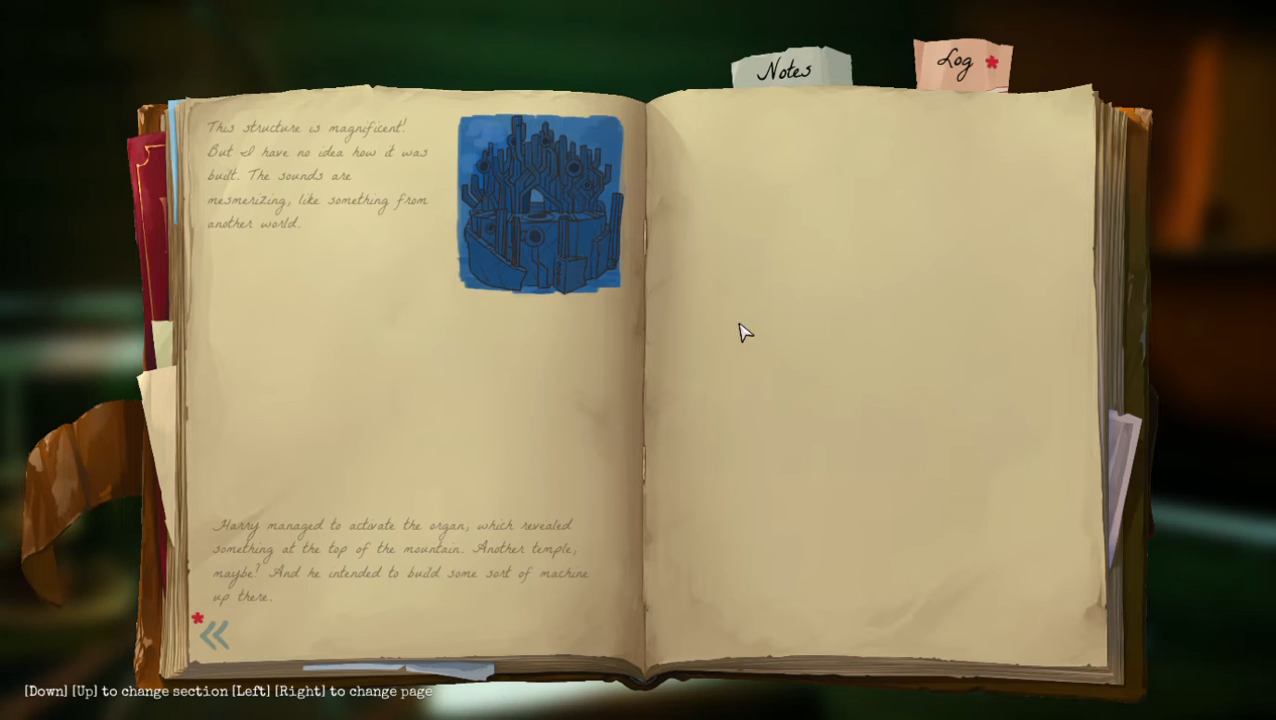 Notes
Log *
This structure is magnificent!
But I have no idea how it was
built. The sounds are
mesmerizing, like something from
another world.
Harry managed to activate the organ, which revealed
something at the top of the mountain. Another temple,
maybe? And he intended to build some sort of machine
up there.
*
[Down] [Up] to change section [Left] [Right] to change page